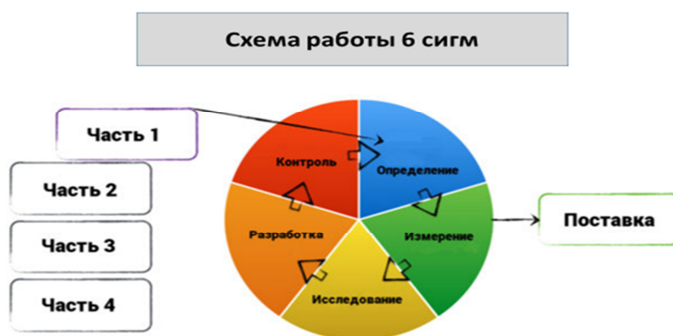 Схема работы 6 сигм
Часть 1
Часть 2
Часть 3
Часть 4
Контроль
Определение
Разработка
Измерение
Исследование
Поставка